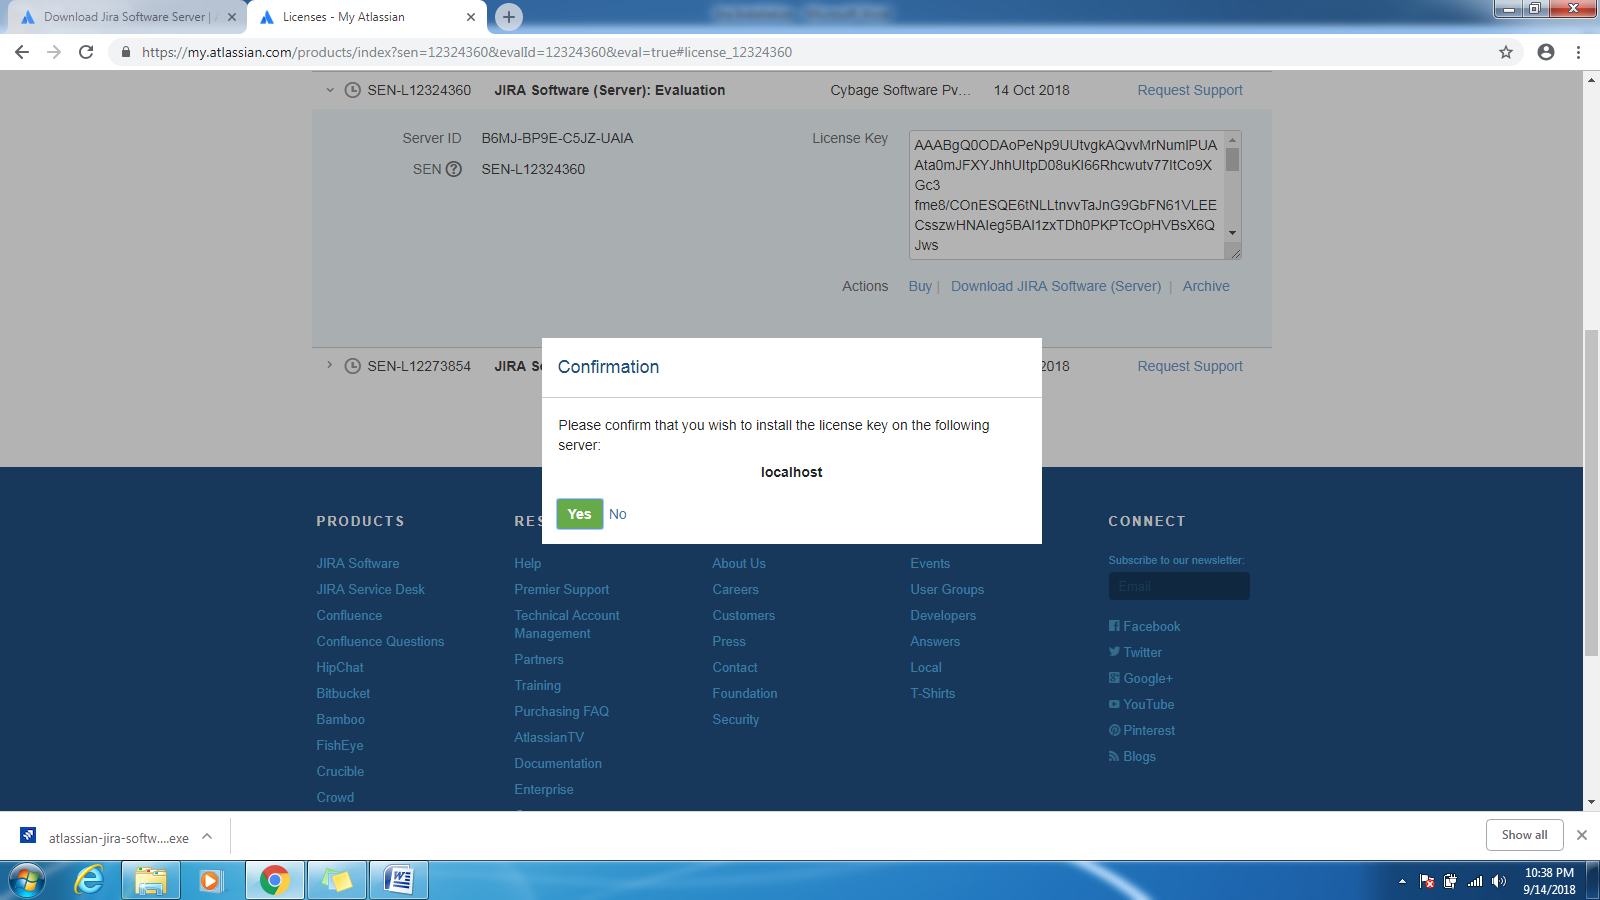 Download Jira Software Server | A
Licenses - My Atlassian
https://my.atlassian.com/products/index?sen=12324360&evalId=12324360&eval=true#license_12324360
SEN-L12324360 JIRA Software (Server): Evaluation Cybage Software Pv... 14 Oct 2018 Request Support
Server ID B6MJ-BP9E-C5JZ-UAIA
SEN ? SEN-L12324360
License Key
AAABgQ0ODAoPeNp9UUtvgkAQvvMrNumlPUA
Ata0mJFXYJhhUItpD08uKI66Rhcwutv77ItCo9X
Gc3
fme8/COnESQE6tNLLtnvvTaJnG9GbFN61VLEE
CsszwHNAIeg5BAI1zxTDh0PKPTcOpHVBsX6Q
Jws
Actions Buy | Download JIRA Software (Server) | Archive
SEN-L12273854 JIRA S 2018 Request Support
Confirmation
Please confirm that you wish to install the license key on the following
server:
localhost
Yes No
PRODUCTS
JIRA Software
JIRA Service Desk
Confluence
Confluence Questions
HipChat
Bitbucket
Bamboo
FishEye
Crucible
Crowd
RES
Help
Premier Support
Technical Account
Management
Partners
Training
Purchasing FAQ
AtlassianTV
Documentation
Enterprise
About Us
Careers
Customers
Press
Contact
Foundation
Security
Events
User Groups
Developers
Answers
Local
T-Shirts
CONNECT
Subscribe to our newsletter:
Email
Facebook
Twitter
Google+
YouTube
Pinterest
Blogs
atlassian-jira-softw....exe
Show all
10:38 PM
9/14/2018